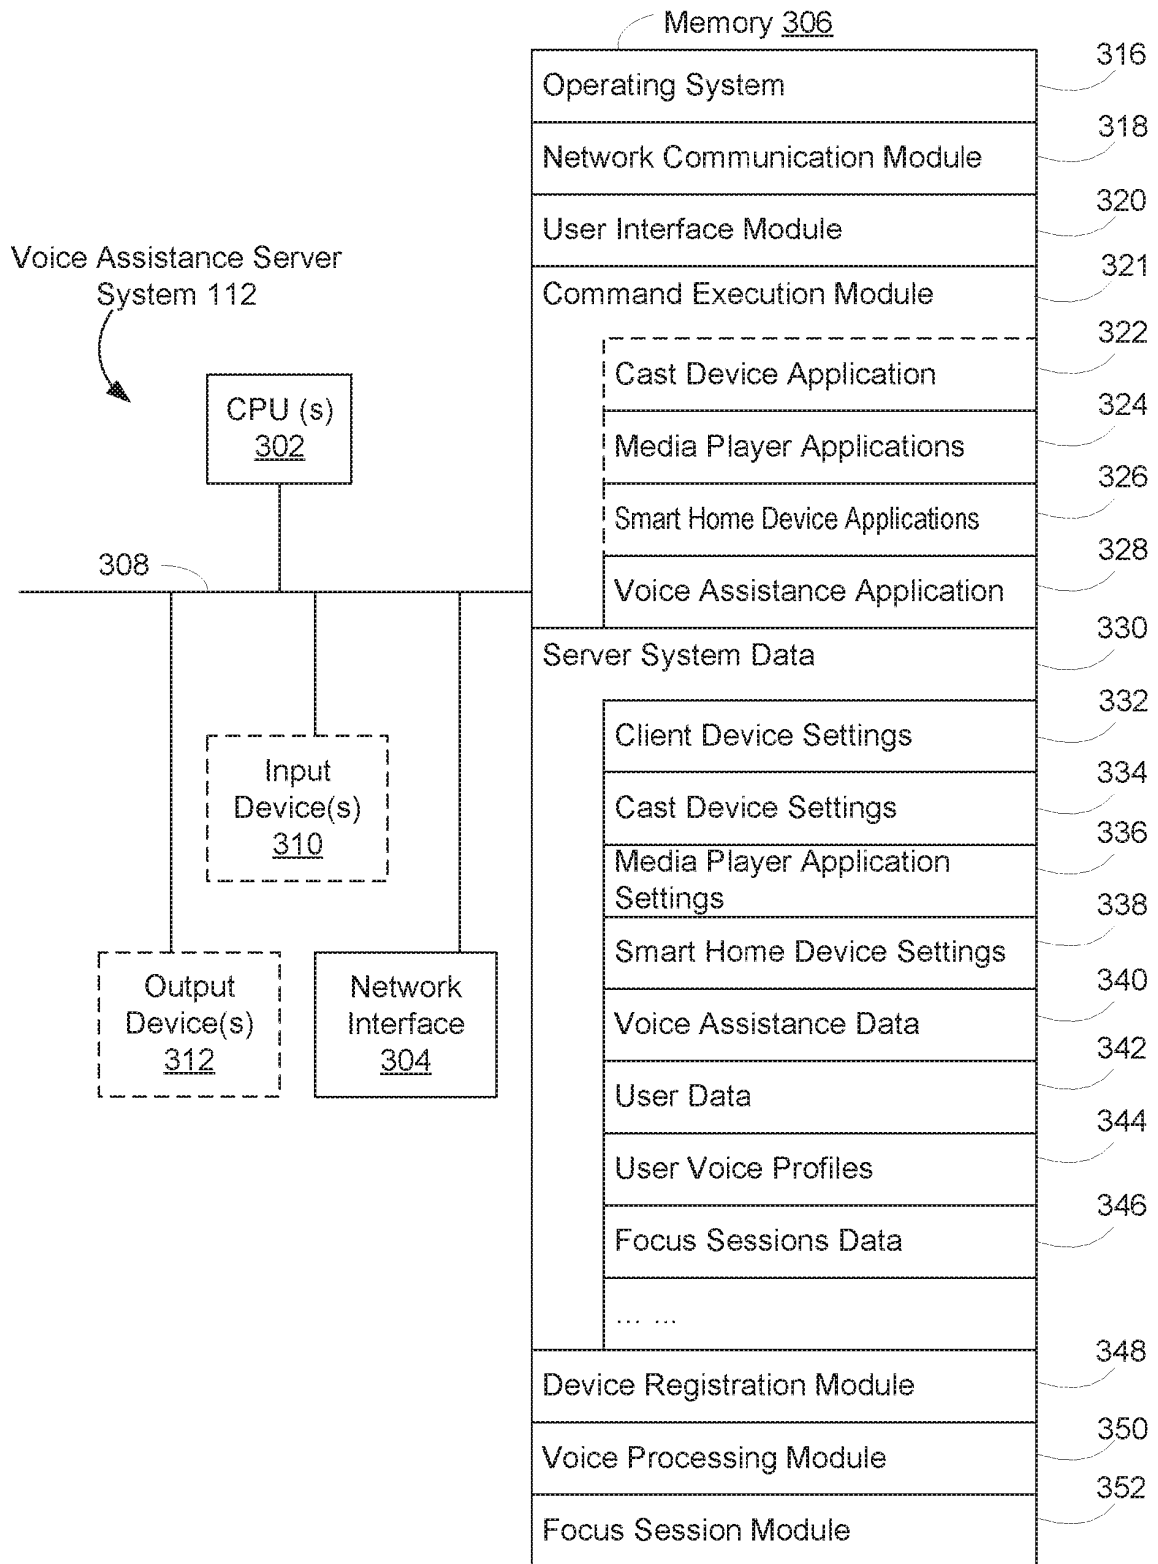 Memory 306
Operating System
316
Network Communication Module
318
User Interface Module
320
Command Execution Module
321
Cast Device Application
322
Media Player Applications
324
Smart Home Device Applications
326
Voice Assistance Application
328
Server System Data
330
Client Device Settings
332
Cast Device Settings
334
Media Player Application
Settings
336
Smart Home Device Settings
338
Voice Assistance Data
340
User Data
342
User Voice Profiles
344
Focus Sessions Data
346
... ...
Device Registration Module
348
Voice Processing Module
350
Focus Session Module
352
Voice Assistance Server
System 112
CPU (s)
302
308
Input
Device(s)
310
Output
Device(s)
312
Network
Interface
304